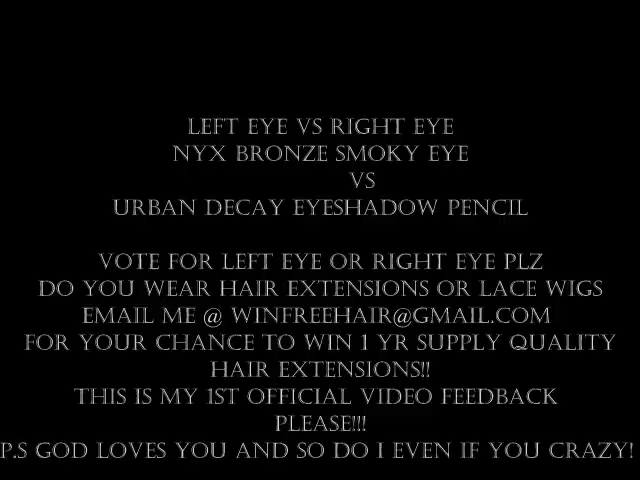 LEFT EYE VS RIGHT EYE
NYX BRONZE SMOKY EYE
VS
URBAN DECAY EYESHADOW PENCIL
VOTE FOR LEFT EYE OR RIGHT EYE PLZ
DO YOU WEAR HAIR EXTENSIONS OR LACE WIGS
EMAIL ME @ WINFREEHAIR@GMAIL.COM
FOR YOUR CHANCE TO WIN 1 YR SUPPLY QUALITY
HAIR EXTENSIONS!!
THIS IS MY 1ST OFFICIAL VIDEO FEEDBACK
PLEASE!!!
P.S GOD LOVES YOU AND SO DO I EVEN IF YOU CRAZY!